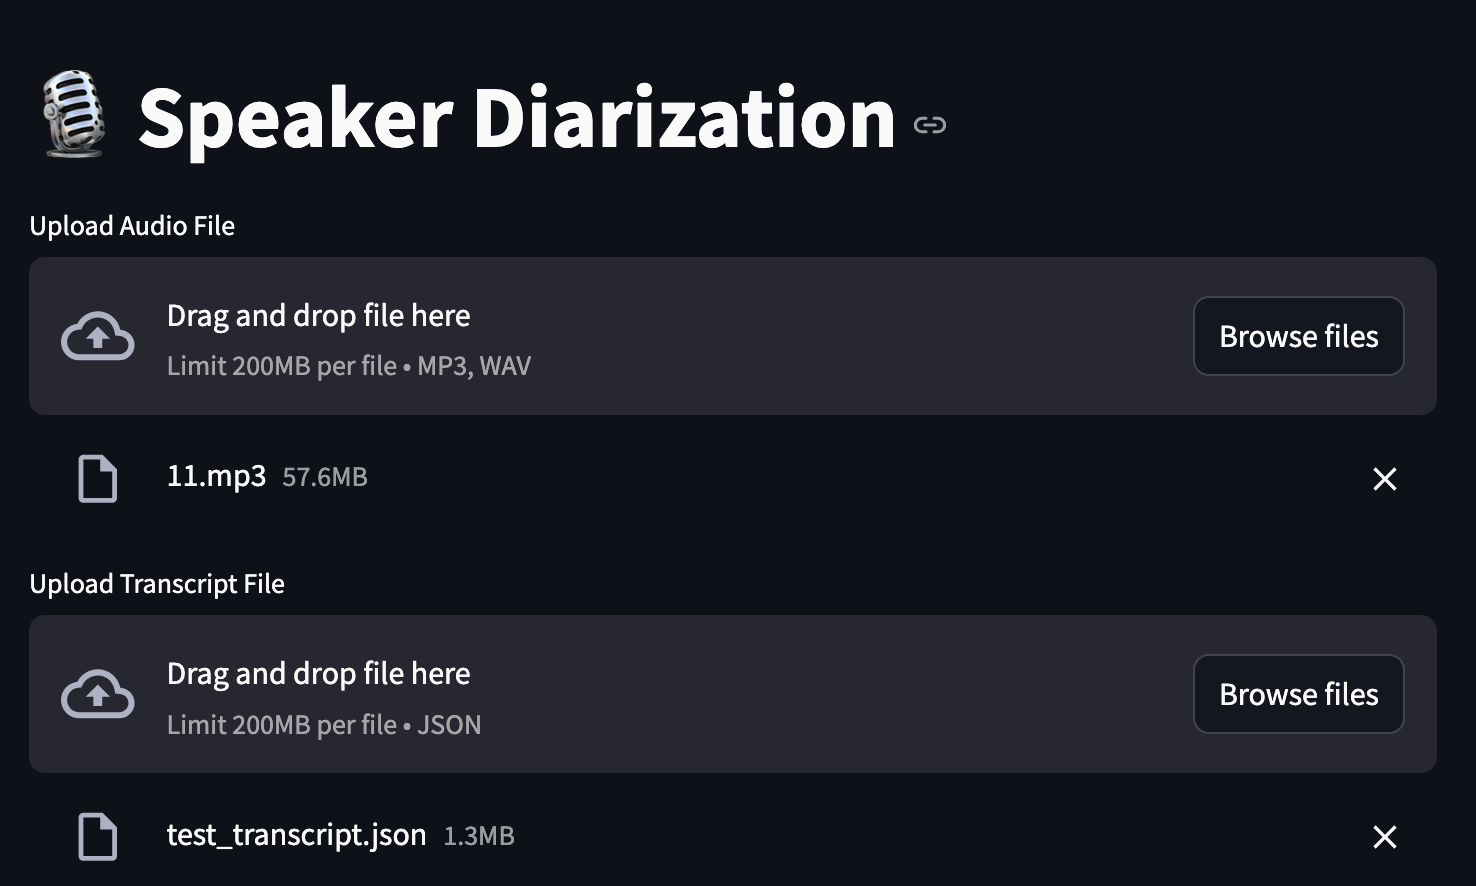 Speaker Diarization
Upload Audio File
Drag and drop file here
Limit 200MB per file • MP3, WAV
Browse files
11.mp3 57.6MB
Upload Transcript File
Drag and drop file here
Limit 200MB per file • JSON
Browse files
test_transcript.json 1.3MB